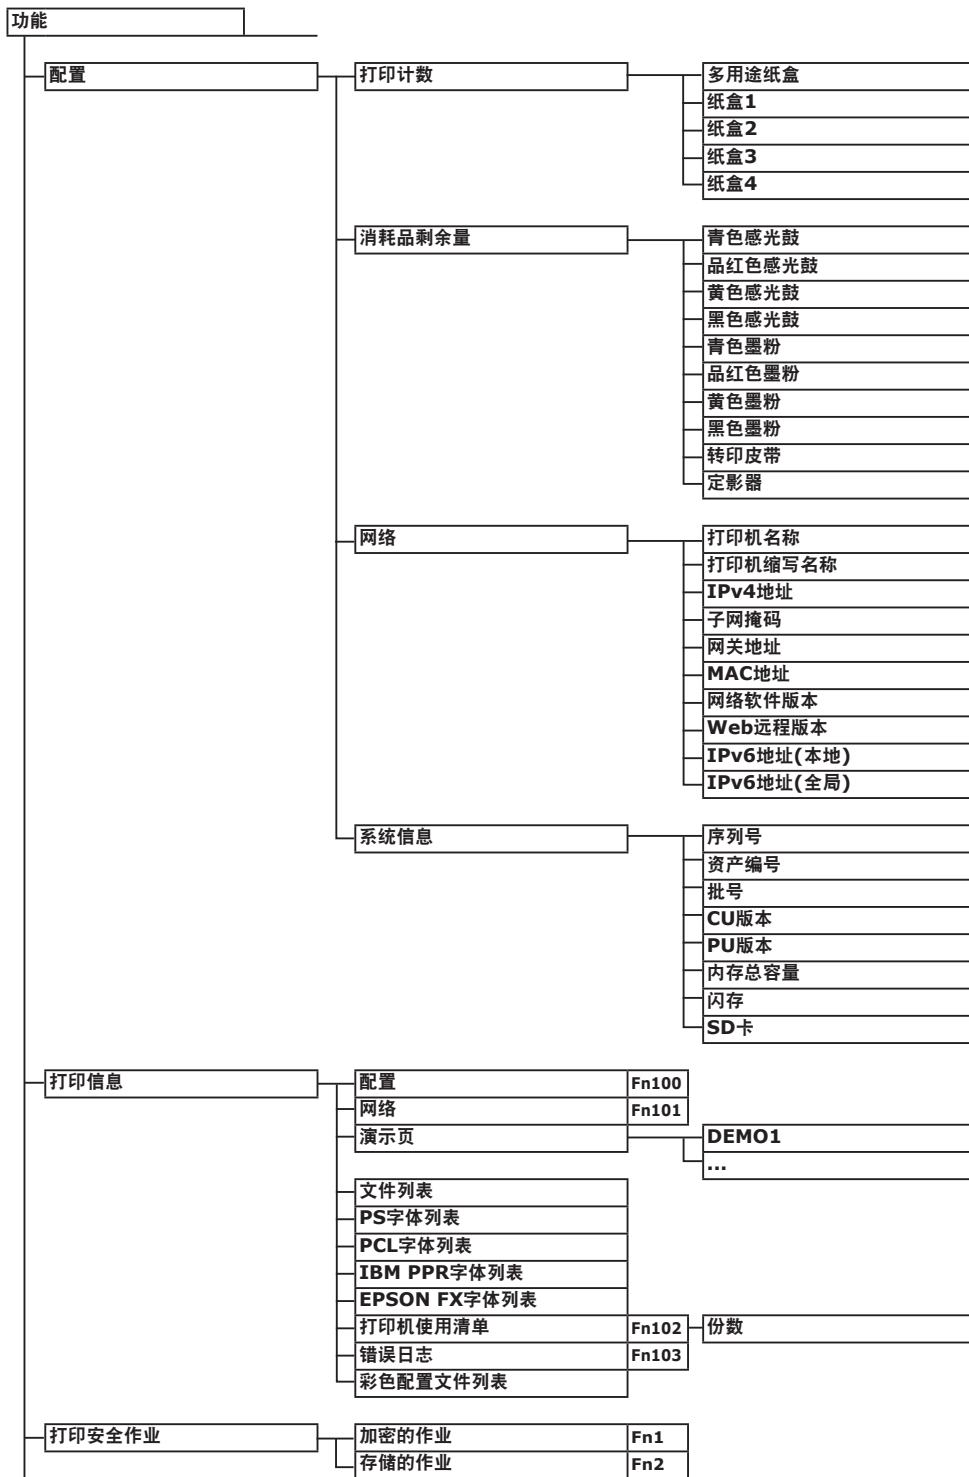 功能
配置
打印计数
多用途纸盒
纸盒1
纸盒2
纸盒3
纸盒4
消耗品剩余量
青色感光鼓
品红色感光鼓
黄色感光鼓
黑色感光鼓
青色墨粉
品红色墨粉
黄色墨粉
黑色墨粉
转印皮带
定影器
网络
打印机名称
打印机缩写名称
IPv4地址
子网掩码
网关地址
MAC地址
网络软件版本
Web远程版本
IPv6地址(本地)
IPv6地址(全局)
系统信息
序列号
资产编号
批号
CU版本
PU版本
内存总容量
闪存
SD卡
打印信息
配置 Fn100
网络 Fn101
演示页
DEMO1
...
文件列表
PS字体列表
PCL字体列表
IBM PPR字体列表
EPSON FX字体列表
打印机使用清单 Fn102 份数
错误日志 Fn103
彩色配置文件列表
打印安全作业
加密的作业 Fn1
存储的作业 Fn2